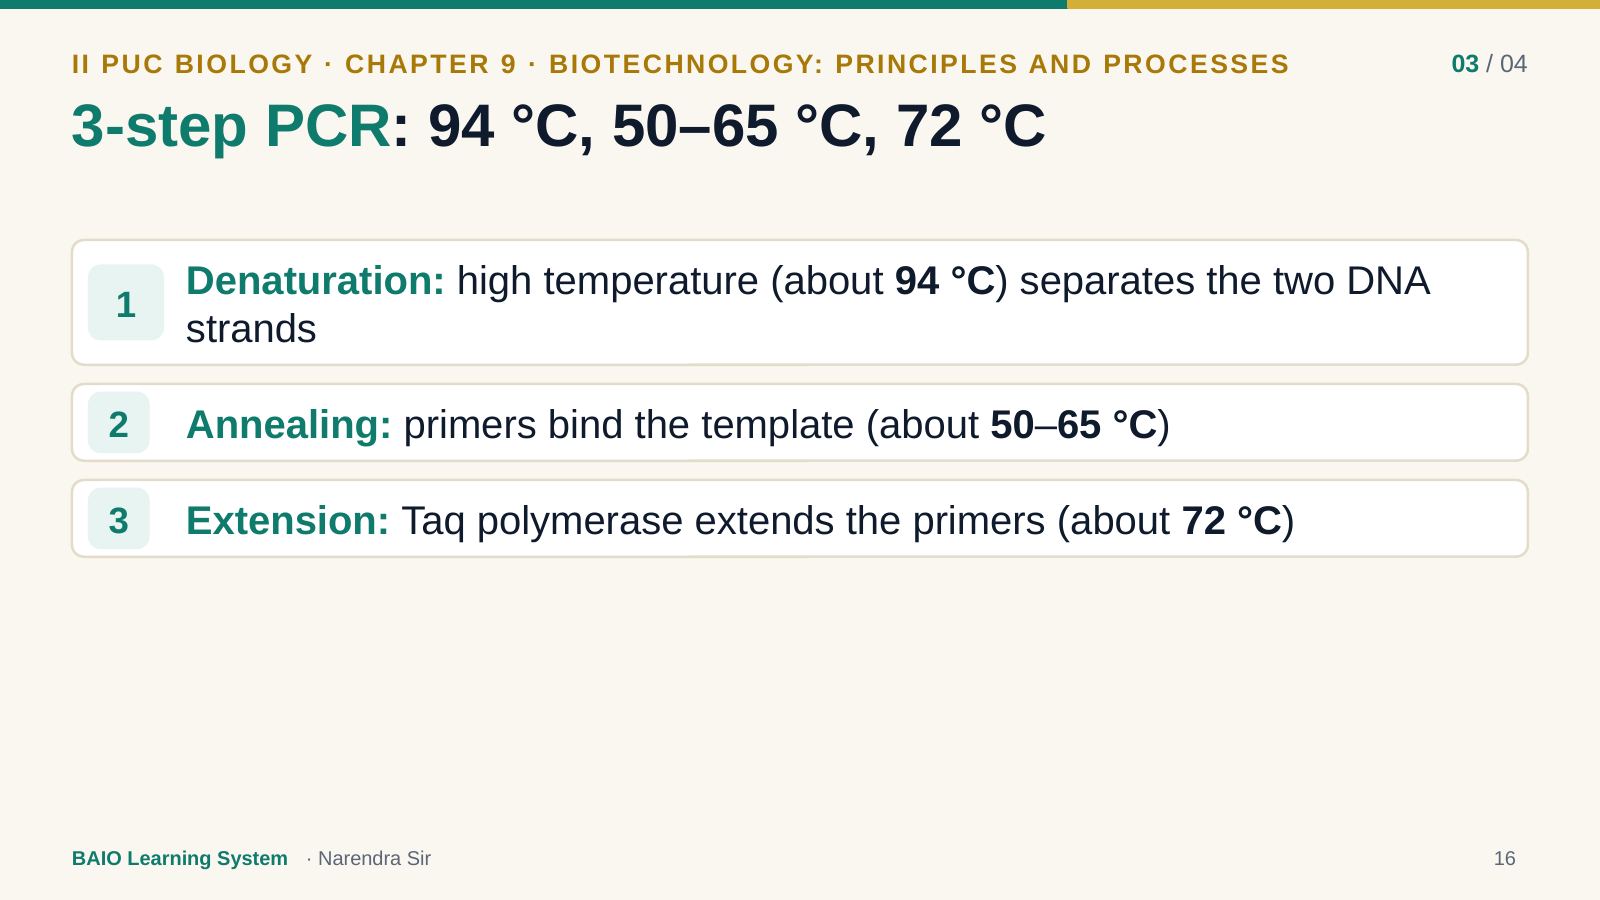 II PUC BIOLOGY · CHAPTER 9 · BIOTECHNOLOGY: PRINCIPLES AND PROCESSES
03 / 04
3-step PCR: 94 °C, 50–65 °C, 72 °C
1
Denaturation: high temperature (about 94 °C) separates the two DNA
strands
2
Annealing: primers bind the template (about 50–65 °C)
3
Extension: Taq polymerase extends the primers (about 72 °C)
BAIO Learning System · Narendra Sir
16